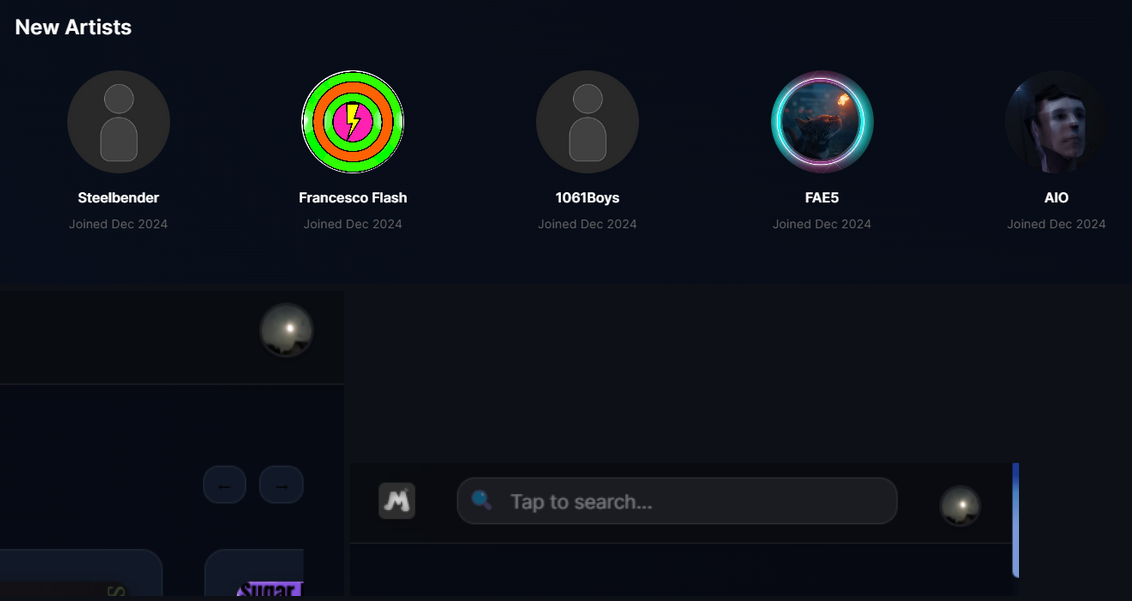 New Artists
Steelbender
Francesco Flash
1061Boys
FAE5
AIO
Joined Dec 2024
Joined Dec 2024
Joined Dec 2024
Joined Dec 2024
Joined Dec 2024
← →
M
Tap to search...
Sugar